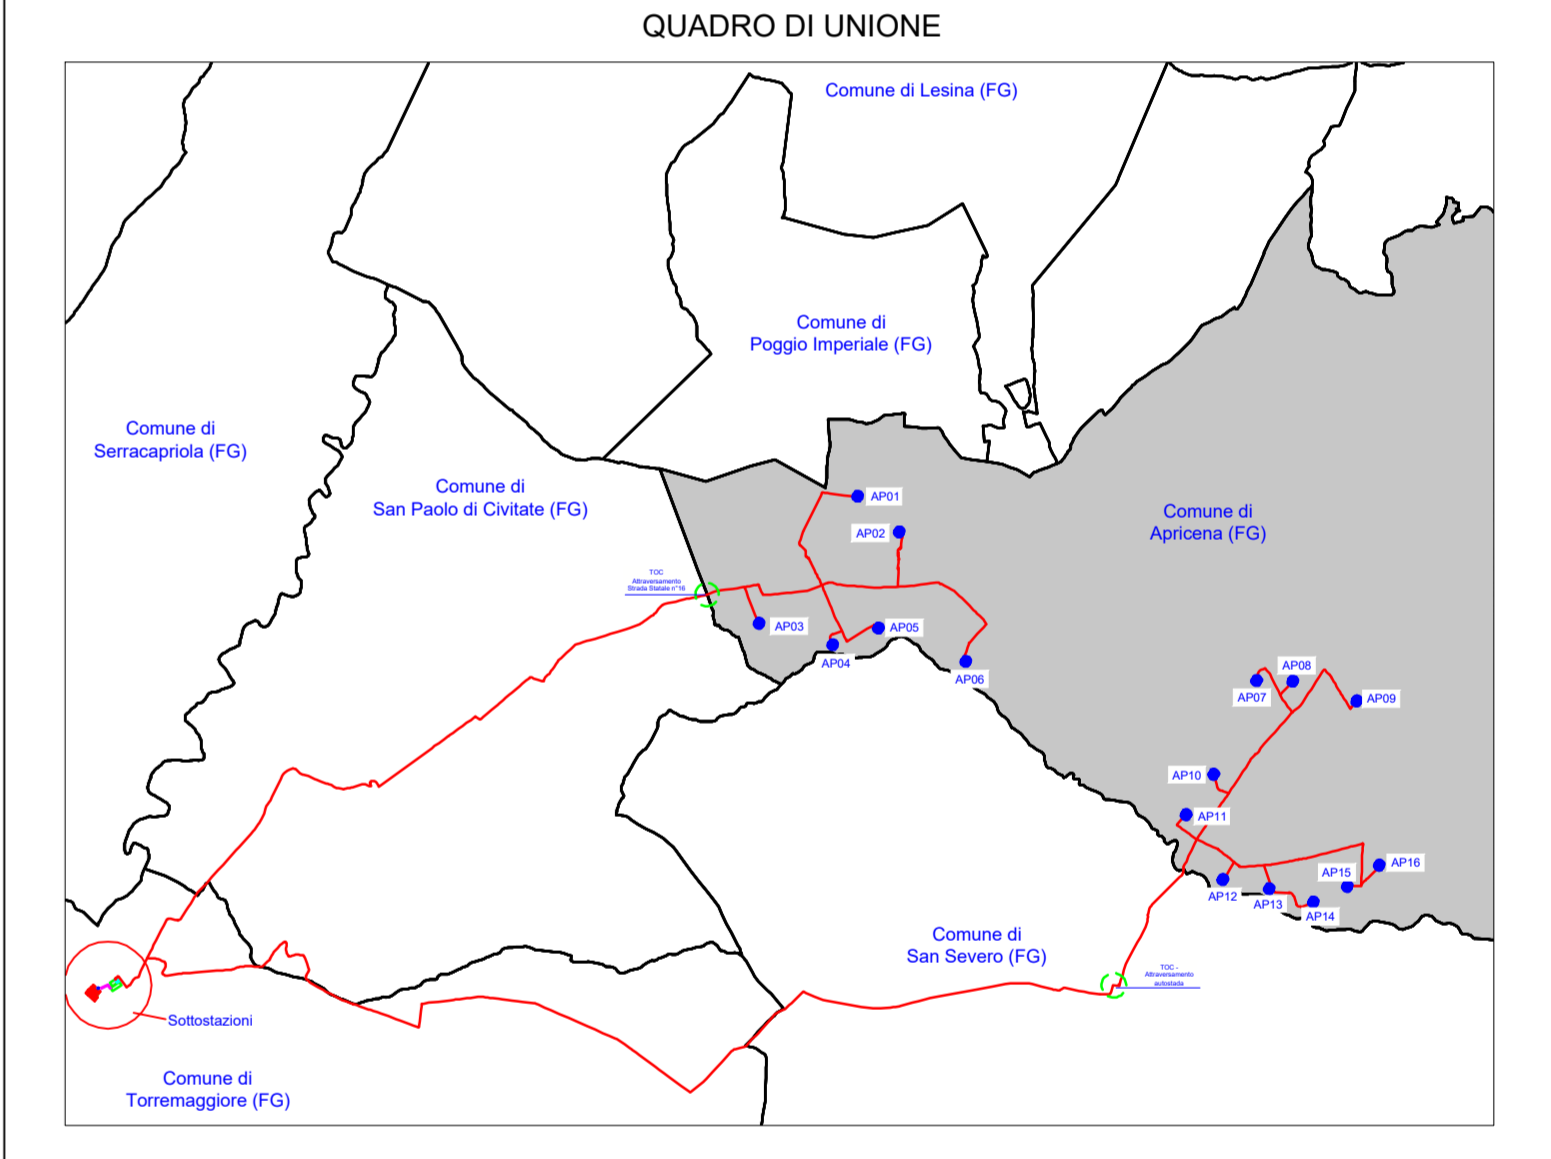 QUADRO DI UNIONE
Comune di Lesina (FG)
Comune di
Poggio Imperiale (FG)
Comune di
Serracapriola (FG)
Comune di
San Paolo di Civitate (FG)
AP01
AP02
Comune di
Apricena (FG)
TOC
Attraversamento
Strada Statale n°16
AP03
AP05
AP04
AP06
AP08
AP07
AP09
AP10
AP11
AP16
AP15
AP12
AP13
AP14
Comune di
San Severo (FG)
TOC -
Attraversamento
autostada
Sottostazioni
Comune di
Torremaggiore (FG)